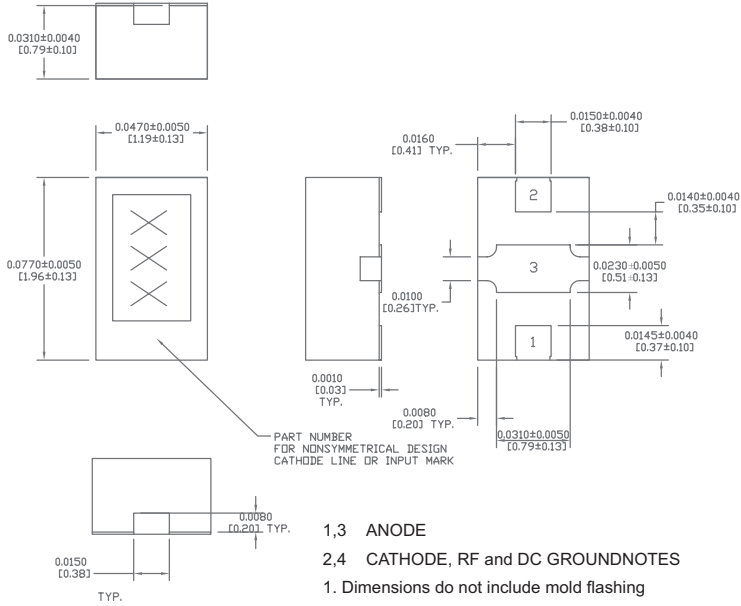 0.0310±0.0040
[0.79±0.10]
0.0470±0.0050
[1.19±0.13]
0.0150±0.0040
[0.38±0.10]
0.0160
[0.41] TYP.
2
0.0140±0.0040
[0.35±0.10]
XXX
0.0770±0.0050
[1.96±0.13]
3
0.0230±0.0050
[0.51±0.13]
0.0100
[0.26]TYP.
1
0.0145±0.0040
[0.37±0.10]
0.0010
[0.03]
TYP.
0.0080
[0.20] TYP.
0.0310±0.0050
[0.79±0.13]
PART NUMBER
FOR NONSYMMETRICAL DESIGN
CATHODE LINE OR INPUT MARK
0.0080
[0.20] TYP.
0.0150
[0.38]
TYP.
1,3 ANODE
2,4 CATHODE, RF and DC GROUNDNOTES
1. Dimensions do not include mold flashing